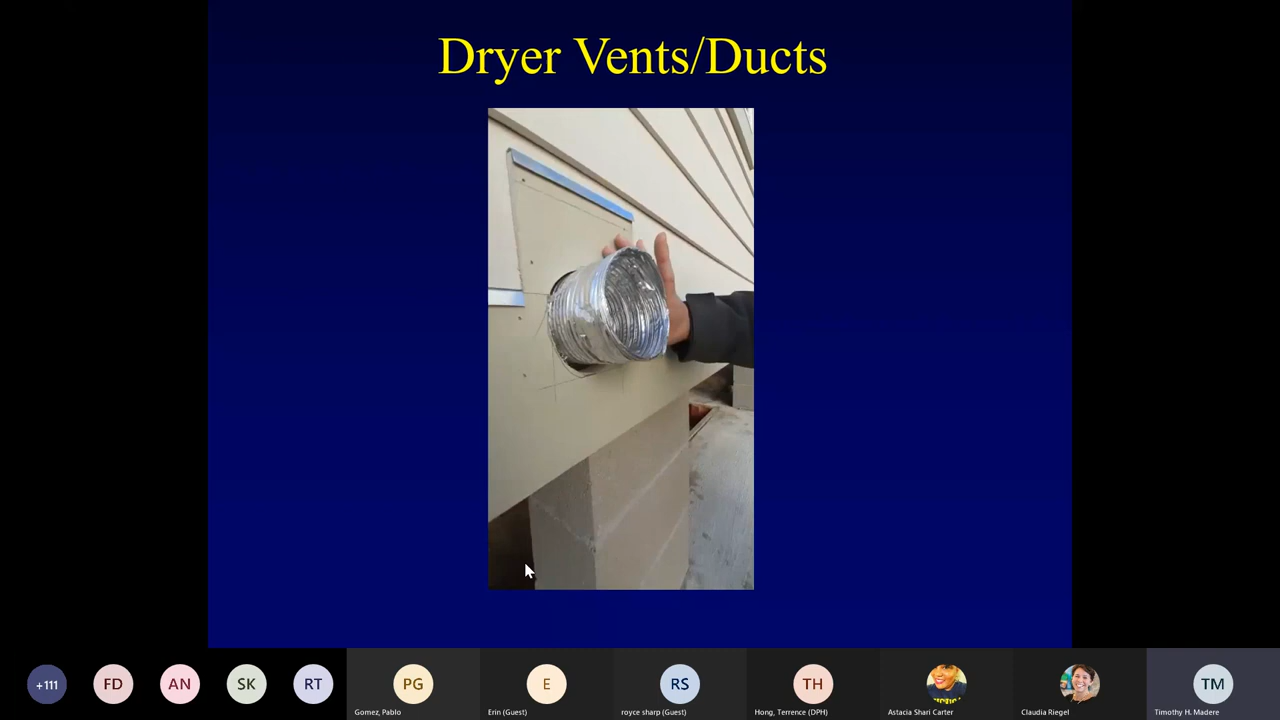 Dryer Vents/Ducts
+111
FD
AN
SK
RT
PG
E
RS
TH
TM
Gomez, Pablo
Erin (Guest)
royce sharp (Guest)
Hong, Terrence (DPH)
Astacia Shari Carter
Claudia Riegel
Timothy H. Madere